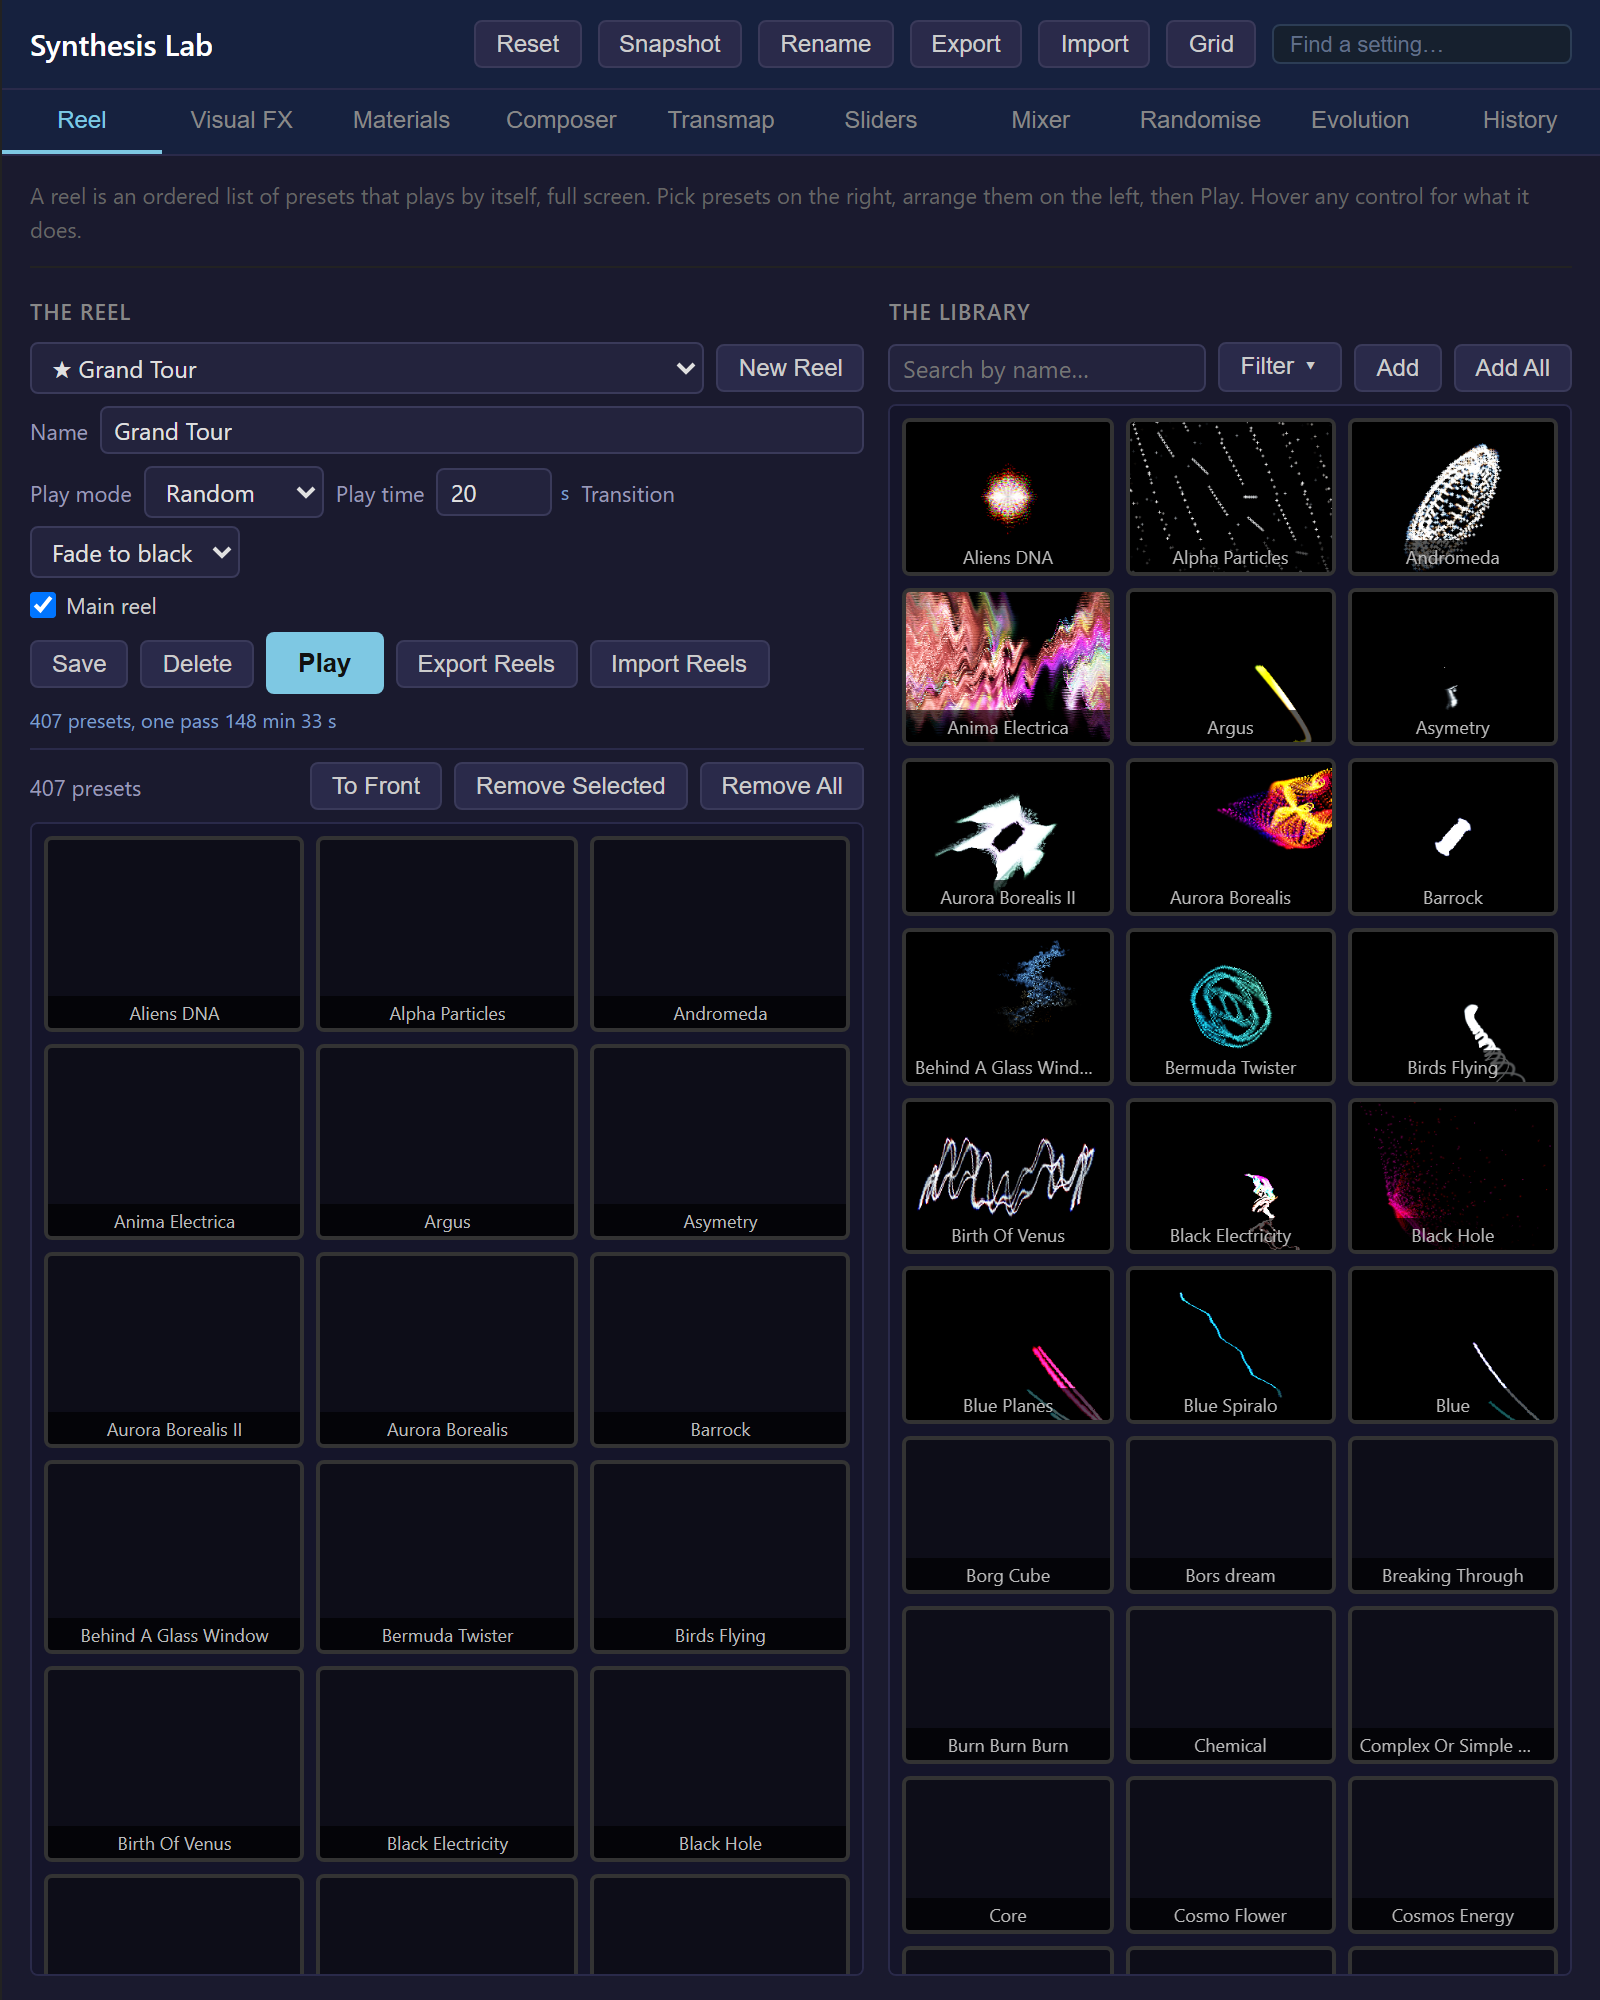 Synthesis Lab
Reset
Snapshot
Rename
Export
Import
Grid
Find a setting…
Reel
Visual FX
Materials
Composer
Transmap
Sliders
Mixer
Randomise
Evolution
History
A reel is an ordered list of presets that plays by itself, full screen. Pick presets on the right, arrange them on the left, then Play. Hover any control for what it
does.
THE REEL
★ Grand Tour
New Reel
Name
Grand Tour
Play mode
Random
Play time
20
s
Transition
Fade to black
Main reel
Save
Delete
Play
Export Reels
Import Reels
407 presets, one pass 148 min 33 s
407 presets
To Front
Remove Selected
Remove All
Aliens DNA
Alpha Particles
Andromeda
Anima Electrica
Argus
Asymetry
Aurora Borealis II
Aurora Borealis
Barrock
Behind A Glass Window
Bermuda Twister
Birds Flying
Birth Of Venus
Black Electricity
Black Hole
THE LIBRARY
Search by name...
Filter ▼
Add
Add All
Aliens DNA
Alpha Particles
Andromeda
Anima Electrica
Argus
Asymetry
Aurora Borealis II
Aurora Borealis
Barrock
Behind A Glass Wind...
Bermuda Twister
Birds Flying
Birth Of Venus
Black Electricity
Black Hole
Blue Planes
Blue Spiralo
Blue
Borg Cube
Bors dream
Breaking Through
Burn Burn Burn
Chemical
Complex Or Simple ...
Core
Cosmo Flower
Cosmos Energy